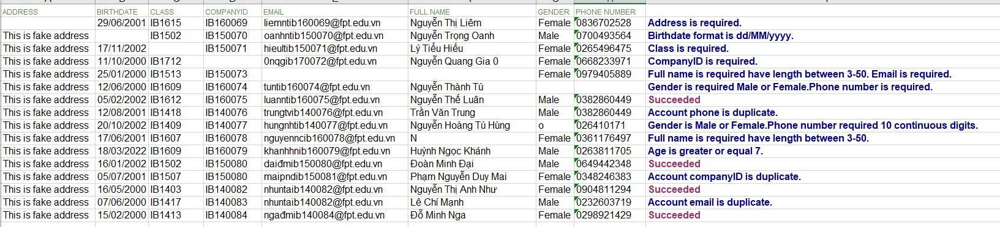 ADDRESS BIRTHDATE CLASS COMPANYID EMAIL FULL NAME GENDER PHONE NUMBER
29/06/2001 IB1615 IB160069 liemntib160069@fpt.edu.vn Nguyễn Thị Liêm Female 0836702528 Address is required.
This is fake address IB1502 IB150070 oanhntib150070@fpt.edu.vn Nguyễn Trọng Oanh Male 0700493564 Birthdate format is dd/MM/yyyy.
This is fake address 17/11/2002 IB150071 hieultib150071@fpt.edu.vn Lý Tiểu Hiếu Female 0265496475 Class is required.
This is fake address 11/10/2000 IB1712 0nqgib170072@fpt.edu.vn Nguyễn Quang Gia 0 Female 0668233971 CompanyID is required.
This is fake address 25/01/2000 IB1513 IB150073 Female 0979405889 Full name is required have length between 3-50. Email is required.
This is fake address 12/06/2000 IB1609 IB160074 tuntib160074@fpt.edu.vn Nguyễn Thành Tú Gender is required Male or Female.Phone number is required.
This is fake address 05/02/2002 IB1612 IB160075 luanntib160075@fpt.edu.vn Nguyễn Thế Luân Male 0382860449 Succeeded
This is fake address 12/08/2001 IB1418 IB140076 trungtvib140076@fpt.edu.vn Trần Văn Trung Male 0382860449 Account phone is duplicate.
This is fake address 20/10/2002 IB1409 IB140077 hungnhtib140077@fpt.edu.vn Nguyễn Hoàng Tú Hùng o 026410171 Gender is Male or Female.Phone number required 10 continuous digits.
This is fake address 17/06/2001 IB1607 IB160078 nguyenncib160078@fpt.edu.vn N Female 0361176497 Full name is required have length between 3-50.
This is fake address 18/03/2022 IB1609 IB160079 khanhhnib160079@fpt.edu.vn Huỳnh Ngọc Khánh Male 0263811705 Age is greater or equal 7.
This is fake address 16/01/2002 IB1502 IB150080 daiđmib150080@fpt.edu.vn Đoàn Minh Đại Male 0649442348 Succeeded
This is fake address 05/07/2001 IB1507 IB150080 maipndib150081@fpt.edu.vn Phạm Nguyễn Duy Mai Female 0348246383 Account companyID is duplicate.
This is fake address 16/05/2000 IB1403 IB140082 nhuntaib140082@fpt.edu.vn Nguyễn Thị Anh Như Female 0904811294 Succeeded
This is fake address 07/06/2000 IB1417 IB140083 nhuntaib140082@fpt.edu.vn Lê Chí Mạnh Male 0232603719 Account email is duplicate.
This is fake address 15/02/2000 IB1413 IB140084 ngađmib140084@fpt.edu.vn Đỗ Minh Nga Female 0298921429 Succeeded